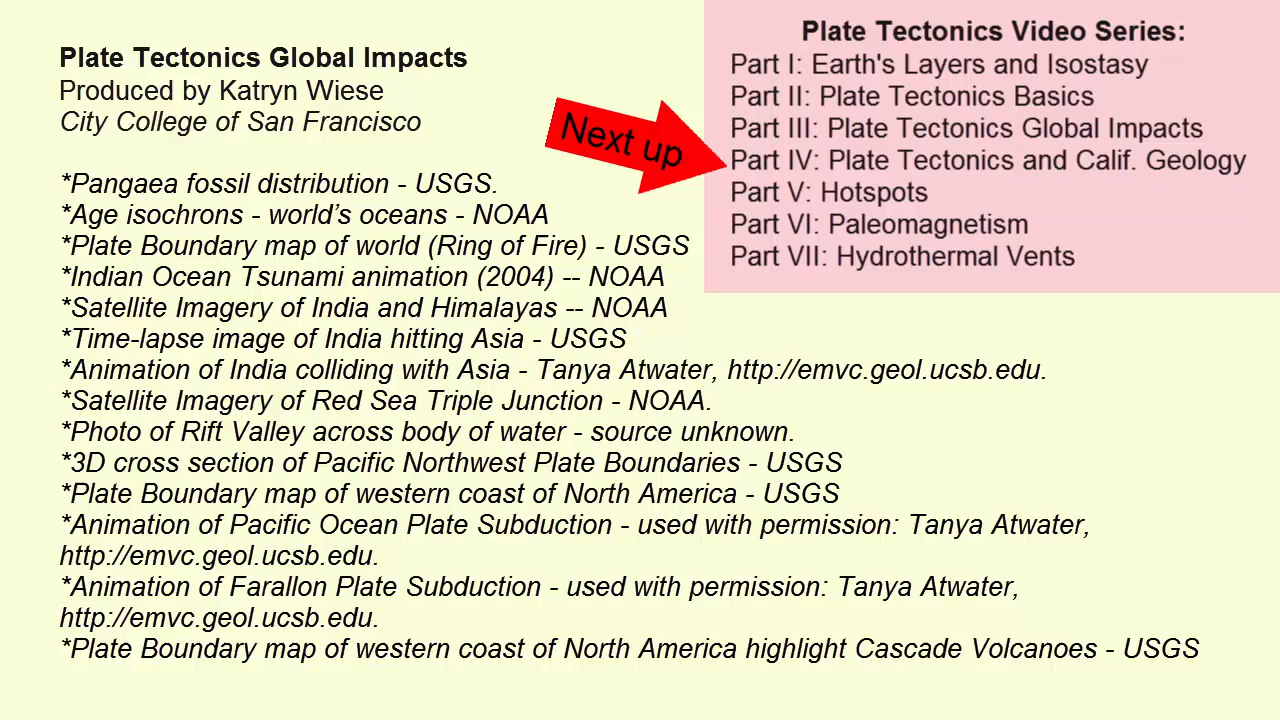 Plate Tectonics Global Impacts
Produced by Katryn Wiese
City College of San Francisco
*Pangaea fossil distribution - USGS.
*Age isochrons - world’s oceans - NOAA
*Plate Boundary map of world (Ring of Fire) - USGS
*Indian Ocean Tsunami animation (2004) -- NOAA
*Satellite Imagery of India and Himalayas -- NOAA
*Time-lapse image of India hitting Asia - USGS
*Animation of India colliding with Asia - Tanya Atwater, http://emvc.geol.ucsb.edu.
*Satellite Imagery of Red Sea Triple Junction - NOAA.
*Photo of Rift Valley across body of water - source unknown.
*3D cross section of Pacific Northwest Plate Boundaries - USGS
*Plate Boundary map of western coast of North America - USGS
*Animation of Pacific Ocean Plate Subduction - used with permission: Tanya Atwater,
http://emvc.geol.ucsb.edu.
*Animation of Farallon Plate Subduction - used with permission: Tanya Atwater,
http://emvc.geol.ucsb.edu.
*Plate Boundary map of western coast of North America highlight Cascade Volcanoes - USGS
Next up
Plate Tectonics Video Series:
Part I: Earth's Layers and Isostasy
Part II: Plate Tectonics Basics
Part III: Plate Tectonics Global Impacts
Part IV: Plate Tectonics and Calif. Geology
Part V: Hotspots
Part VI: Paleomagnetism
Part VII: Hydrothermal Vents